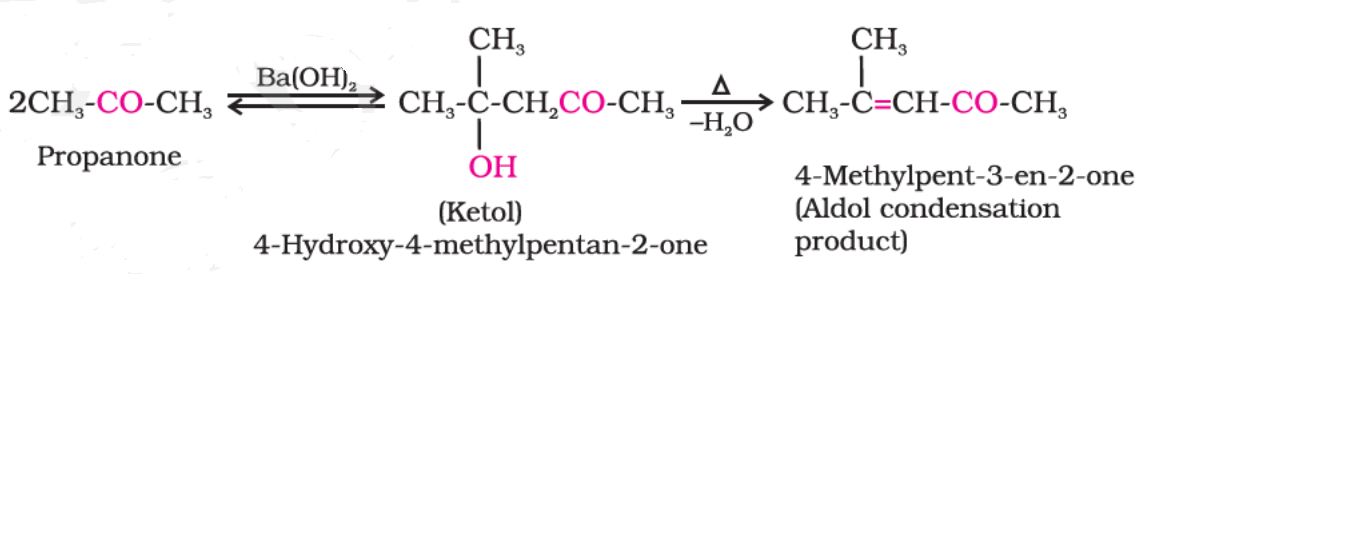 CH₃ CH₃
2CH₃-CO-CH₃ Ba(OH)₂ CH₃-C-CH₂CO-CH₃ Δ –H₂O CH₃-C=CH-CO-CH₃
Propanone OH 4-Methylpent-3-en-2-one
(Ketol) (Aldol condensation
4-Hydroxy-4-methylpentan-2-one product)